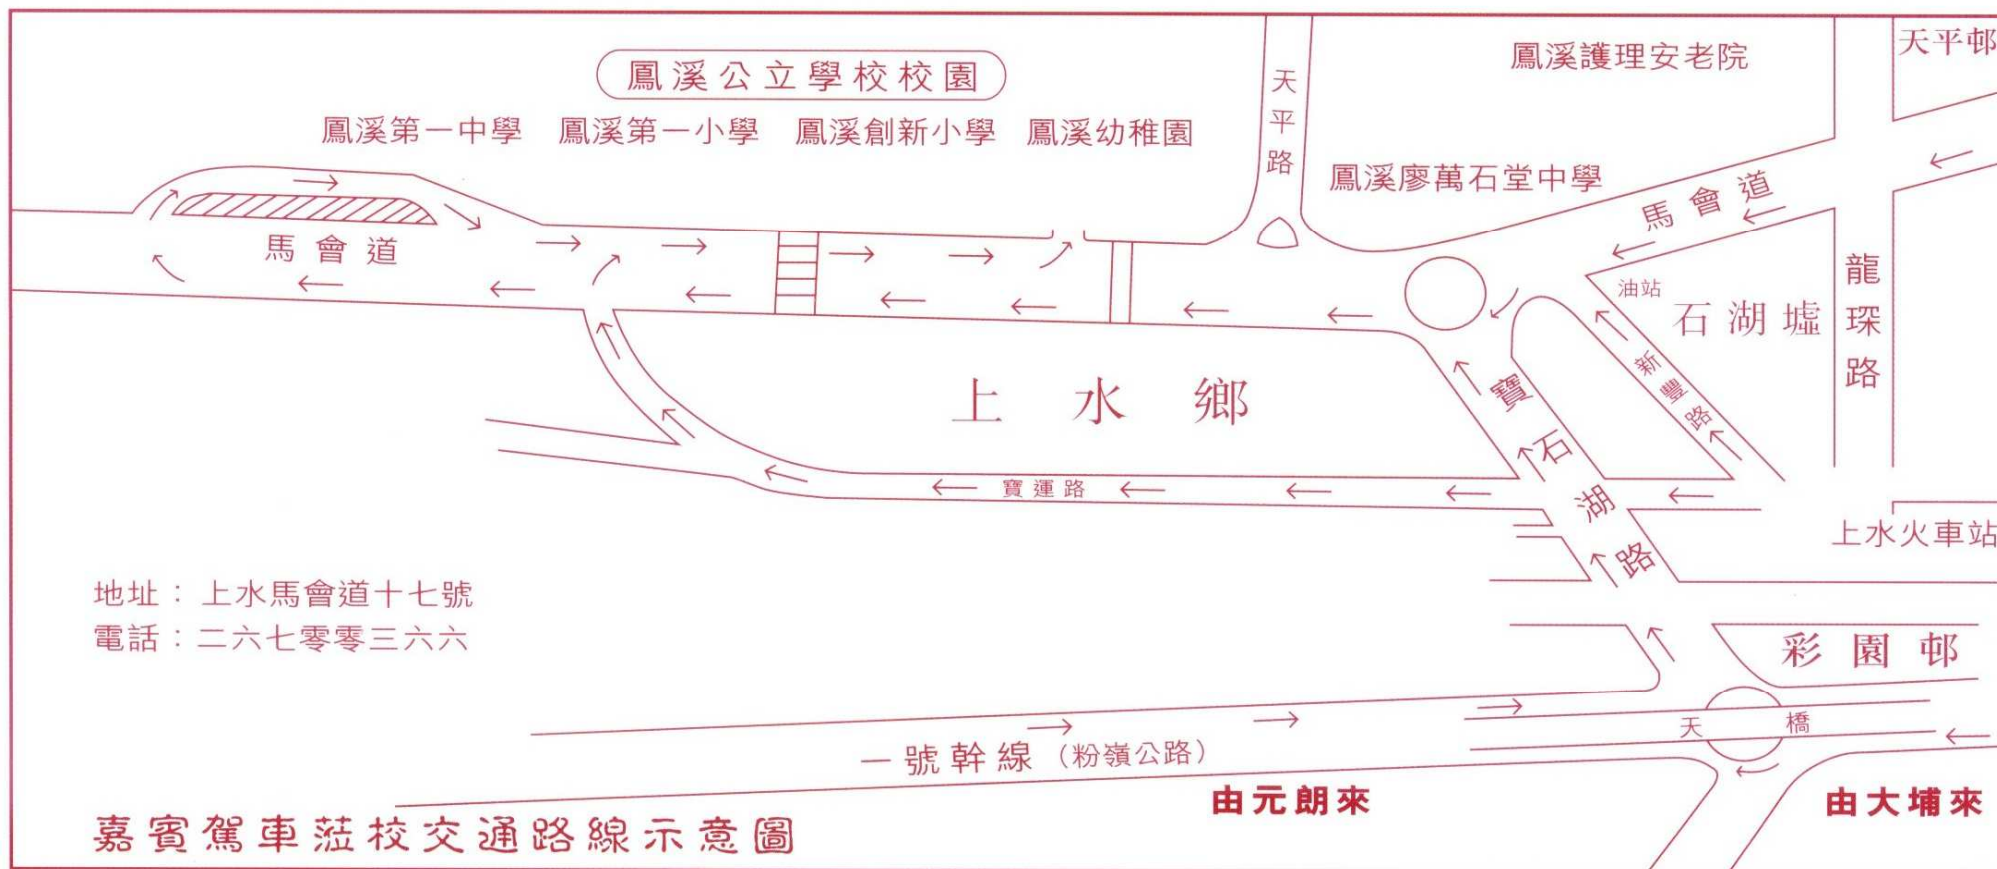 鳳溪公立學校校園
鳳溪第一中學 鳳溪第一小學 鳳溪創新小學 鳳溪幼稚園
天平路
鳳溪護理安老院
天平邨
鳳溪廖萬石堂中學
馬會道
馬會道
油站
石湖墟
龍琛路
新豐路
上水鄉
寶石湖路
寶運路
上水火車站
地址：上水馬會道十七號
電話：二六七零零三六六
彩園邨
天橋
一號幹線（粉嶺公路）
由元朗來
由大埔來
嘉賓駕車蒞校交通路線示意圖